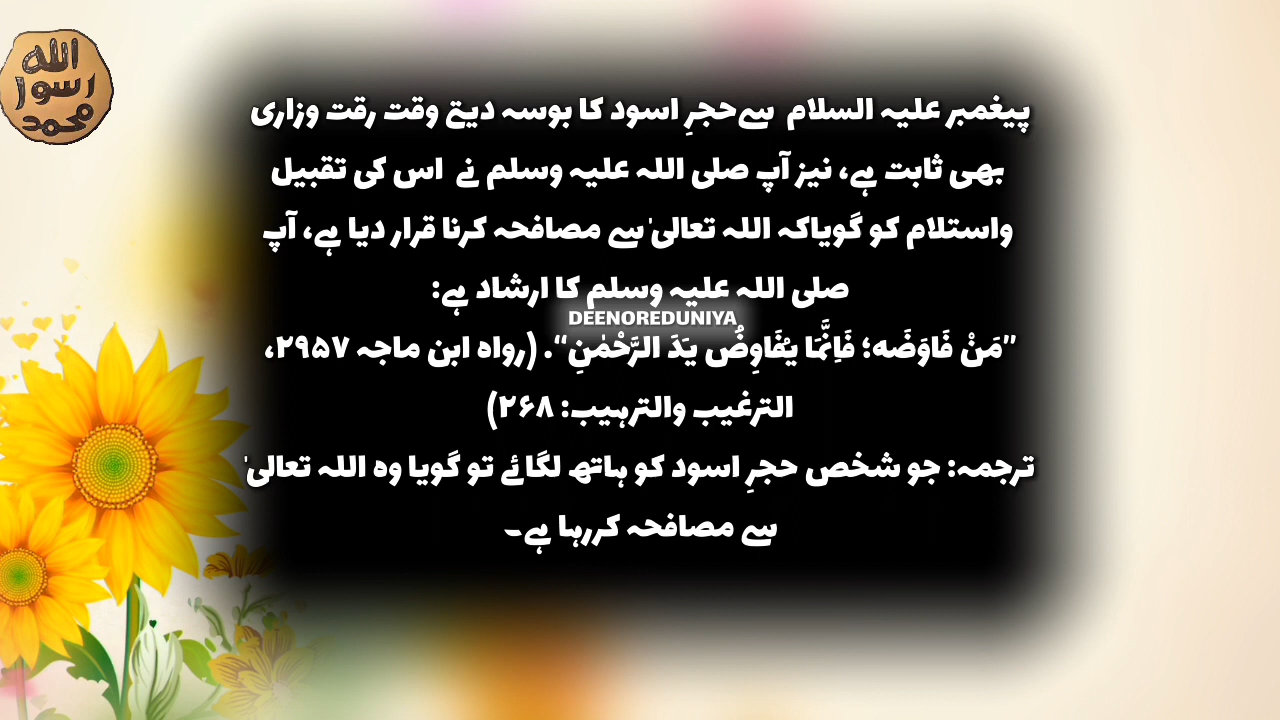 الله
رسول
محمد
پیغمبر علیہ السلام سےحجرِ اسود کا بوسہ دیتے وقت رقت وزاری
بھی ثابت ہے، نیز آپ صلی اللہ علیہ وسلم نے اس کی تقبیل
واستلام کو گویاکہ اللہ تعالیٰ سے مصافحہ کرنا قرار دیا ہے، آپ
صلی اللہ علیہ وسلم کا ارشاد ہے:
DEENOREDUNIYA
”مَنْ فَاوَضَه؛ فَاِنَّمَا یُفَاوِضُ یَدَ الرَّحْمٰنِ“. (رواہ ابن ماجہ ۲۹۵۷،
الترغیب والترہیب: ۲۶۸)
ترجمہ: جو شخص حجرِ اسود کو ہاتھ لگائے تو گویا وہ اللہ تعالیٰ
سے مصافحہ کررہا ہے۔